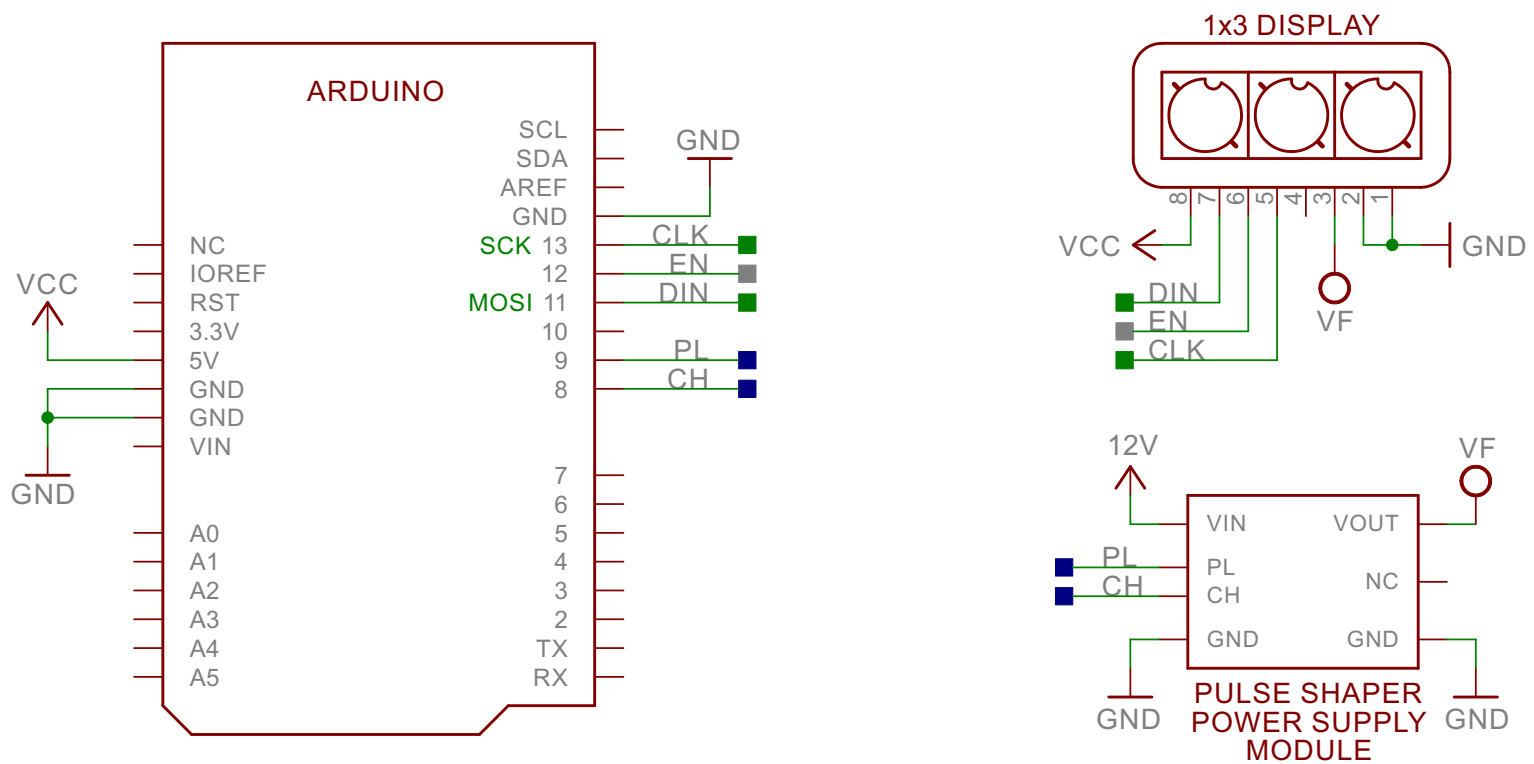 ARDUINO
SCL
SDA
AREF
GND
SCK 13
12
MOSI 11
10
9
8
7
6
5
4
3
2
TX
RX
NC
IOREF
RST
3.3V
5V
GND
GND
VIN
A0
A1
A2
A3
A4
A5
VCC
GND
GND
CLK
EN
DIN
PL
CH
1x3 DISPLAY
8 7 6 5 4 3 2 1
VCC
GND
DIN
EN
CLK
VF
12V
VF
VIN
PL
CH
GND
VOUT
NC
GND
PL
CH
GND
GND
PULSE SHAPER
POWER SUPPLY
MODULE